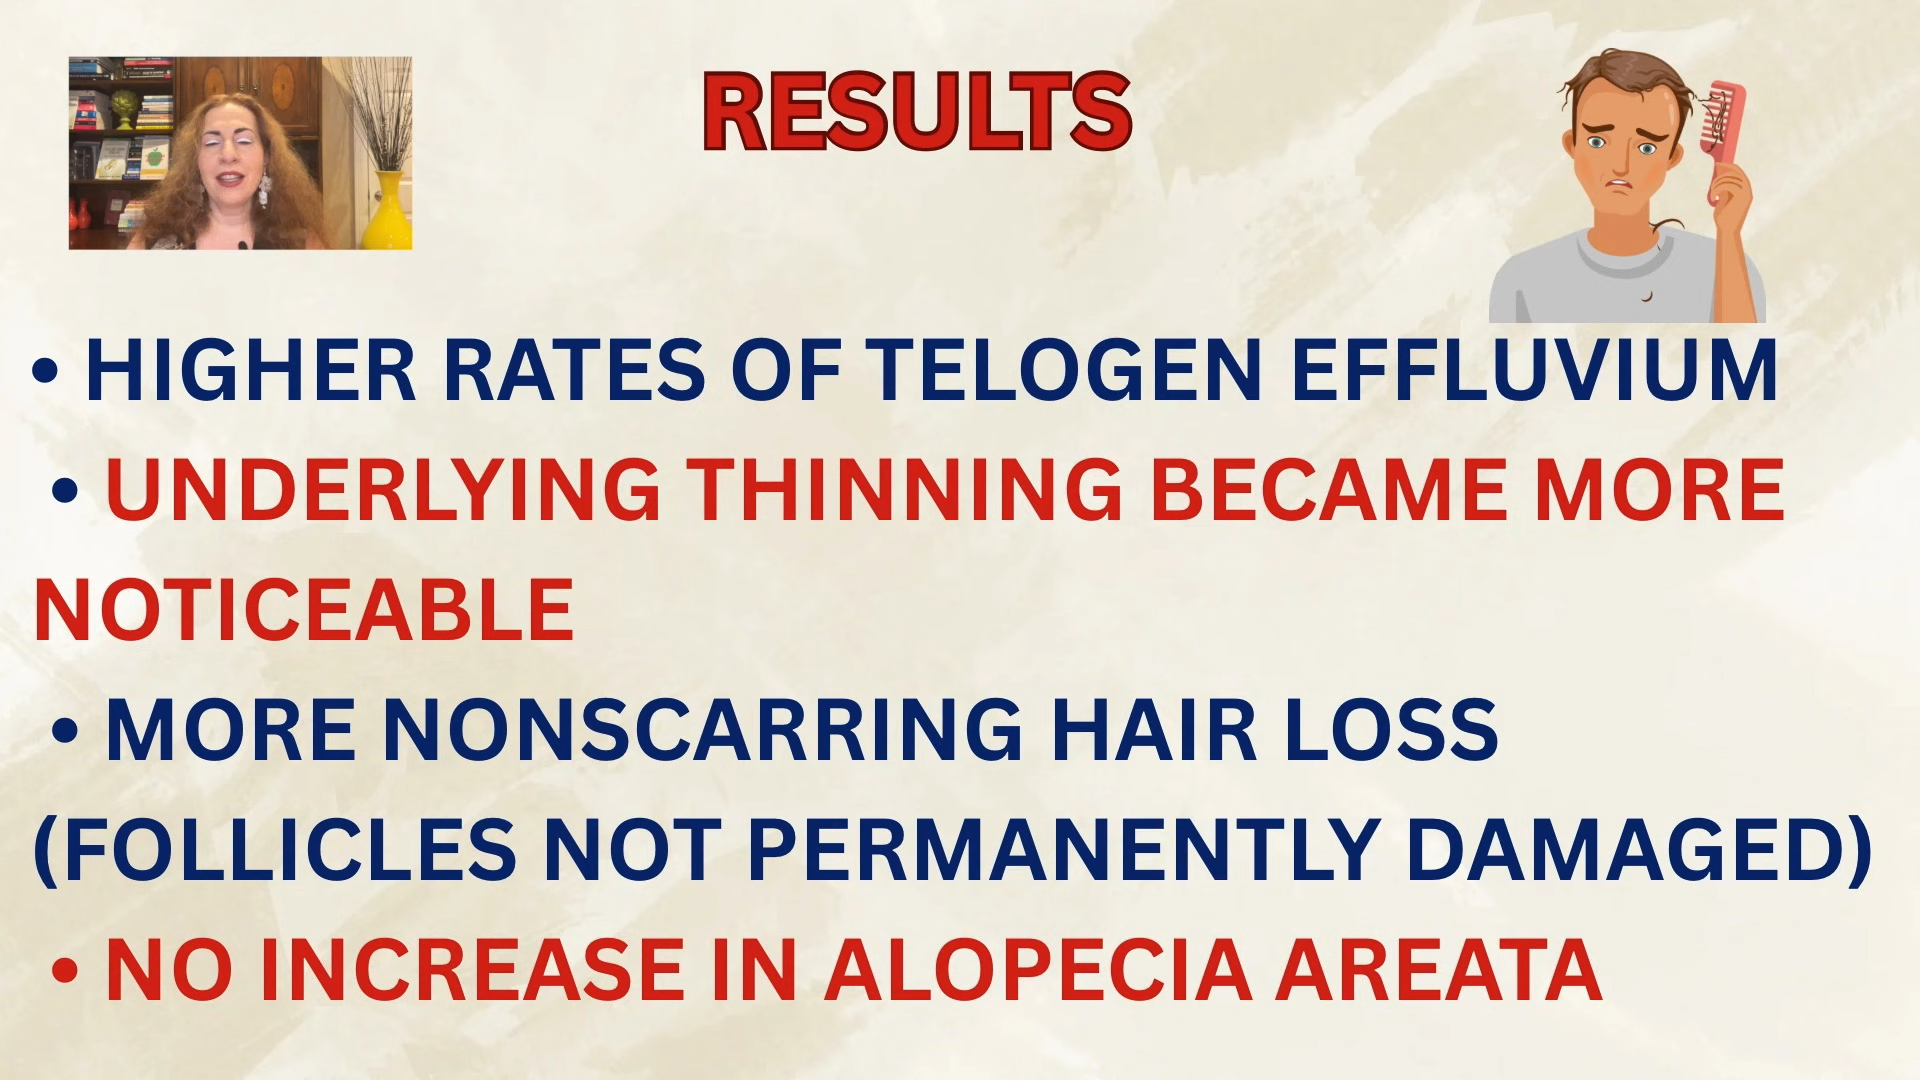 RESULTS
• HIGHER RATES OF TELOGEN EFFLUVIUM
• UNDERLYING THINNING BECAME MORE
NOTICEABLE
• MORE NONSCARRING HAIR LOSS
(FOLLICLES NOT PERMANENTLY DAMAGED)
• NO INCREASE IN ALOPECIA AREATA